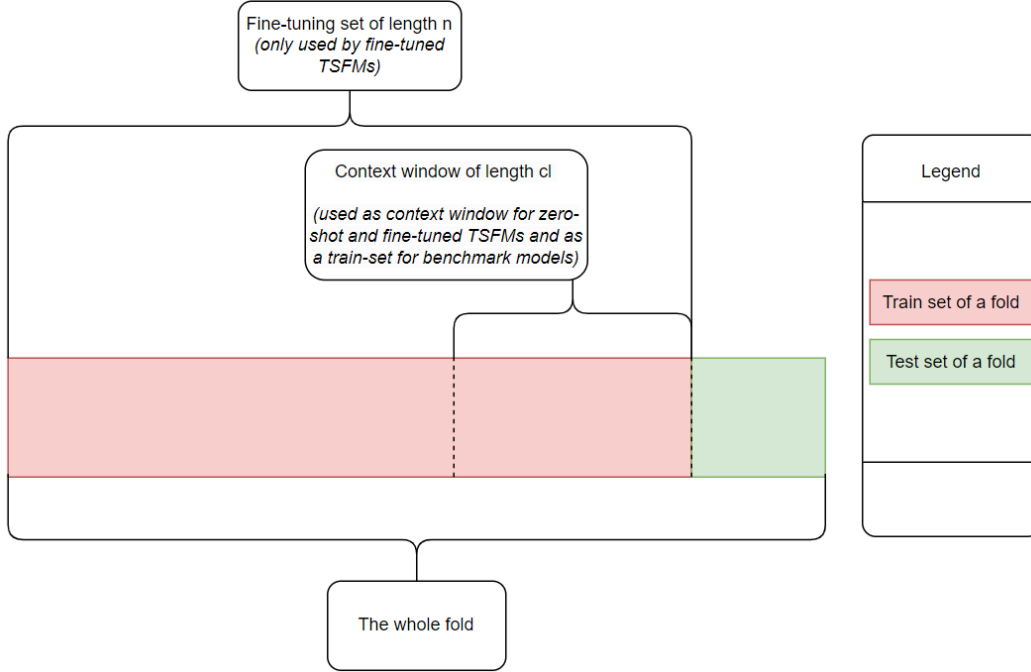 Fine-tuning set of length n
(only used by fine-tuned
TSFMs)
Context window of length cl
(used as context window for zero-
shot and fine-tuned TSFMs and as
a train-set for benchmark models)
Legend
Train set of a fold
Test set of a fold
The whole fold